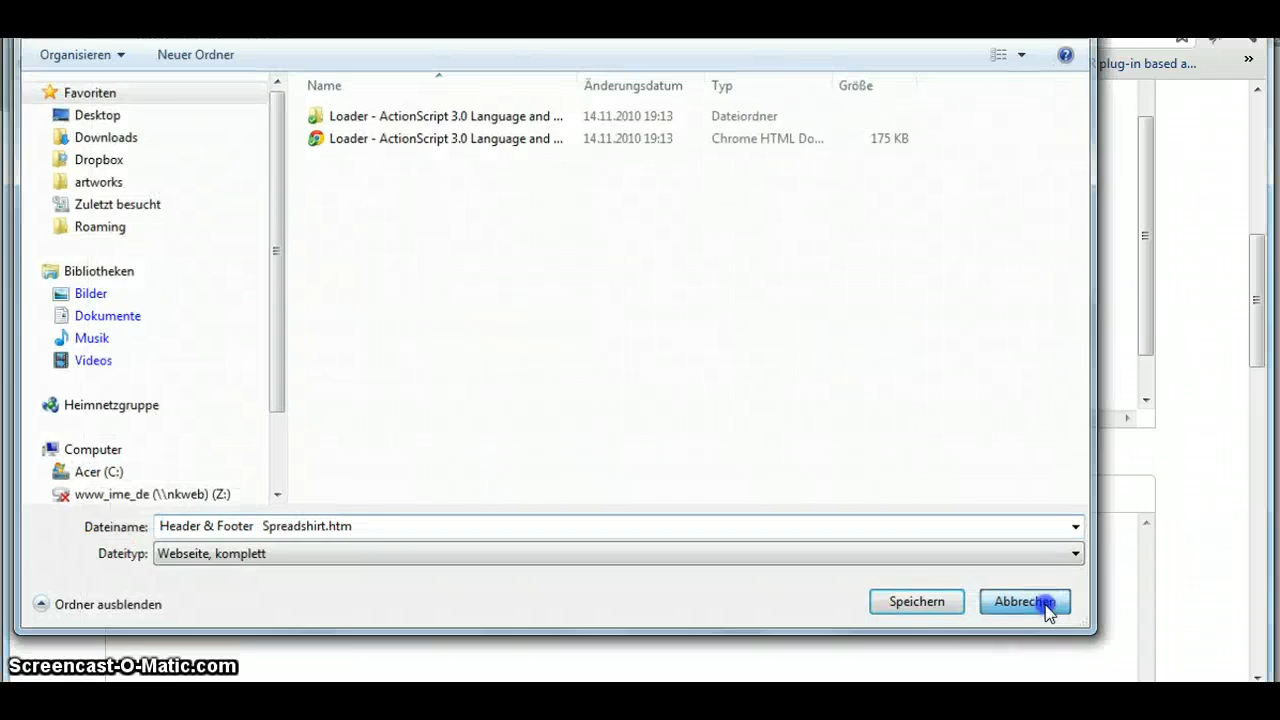 Organisieren Neuer Ordner
plug-in based a... »
Favoriten
Desktop
Downloads
Dropbox
artworks
Zuletzt besucht
Roaming
Bibliotheken
Bilder
Dokumente
Musik
Videos
Heimnetzgruppe
Computer
Acer (C:)
www_ime_de (\\nkweb) (Z:)
Name Änderungsdatum Typ Größe
Loader - ActionScript 3.0 Language and ... 14.11.2010 19:13 Dateiordner
Loader - ActionScript 3.0 Language and ... 14.11.2010 19:13 Chrome HTML Do... 175 KB
Dateiname: Header & Footer Spreadshirt.htm
Dateityp: Webseite, komplett
Ordner ausblenden Speichern Abbrechen
Screencast-O-Matic.com